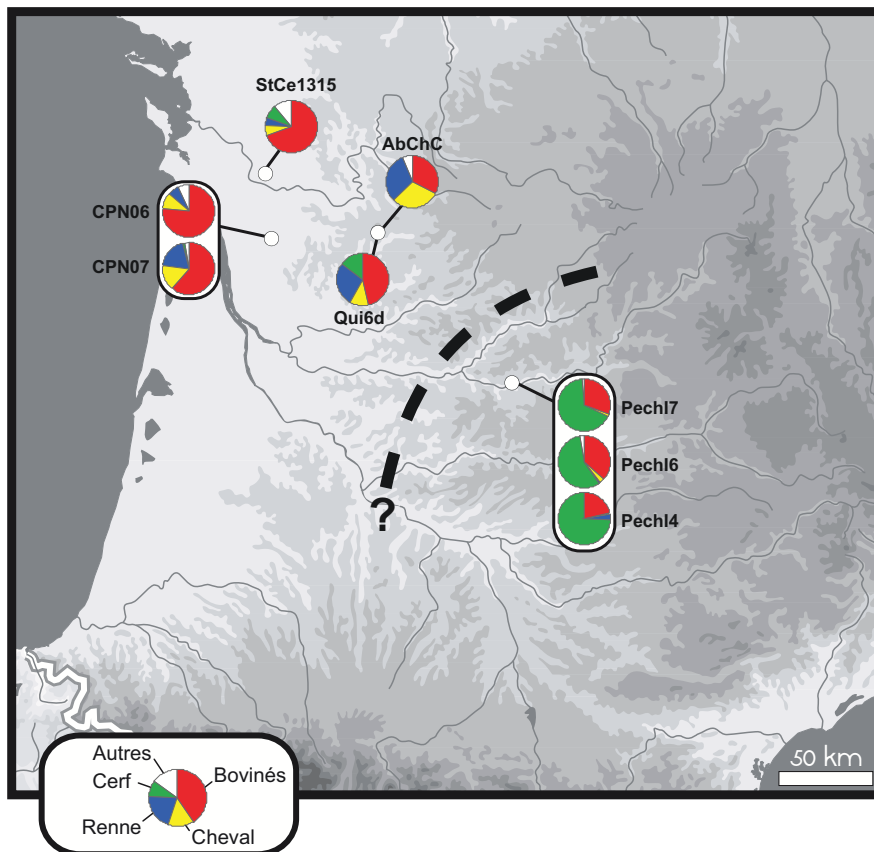 StCe1315
AbChC
CPN06
CPN07
Qui6d
PechI7
PechI6
PechI4
?
50 km
Autres
Cerf
Bovinés
Renne
Cheval